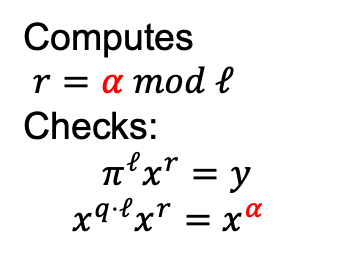 Computes
r = α mod ℓ
Checks:
π^ℓ x^r = y
x^{q·ℓ} x^r = x^α